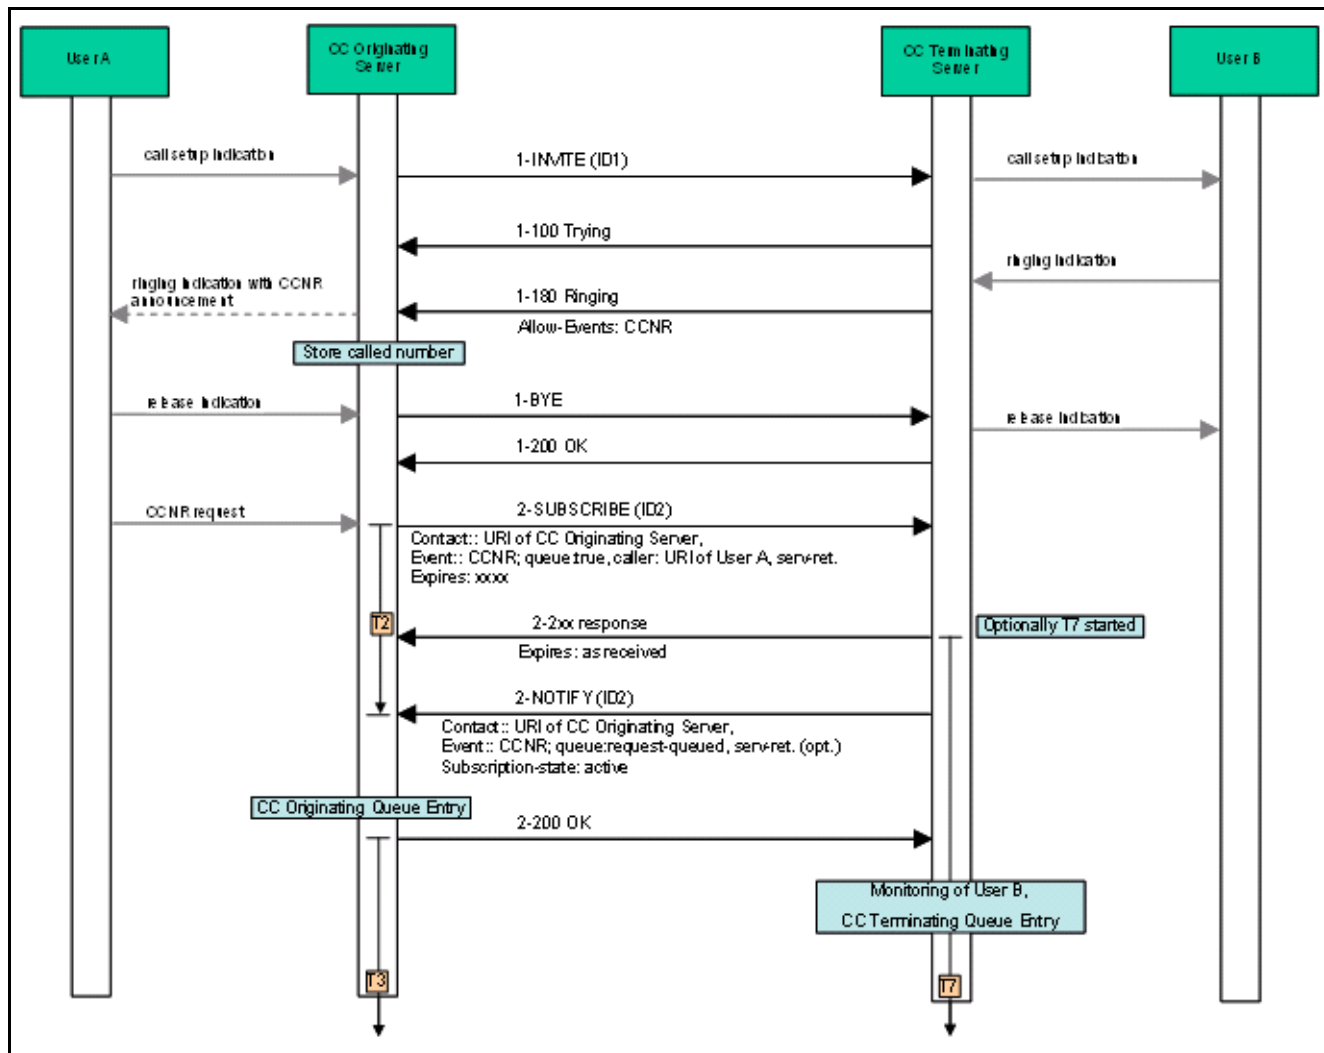 User A
CC Originating
Server
CC Terminating
Server
User B
call setup indication
1-INVITE (ID1)
call setup indication
1-100 Trying
ringing indication
ringing indication with CCNR
announcement
1-180 Ringing
Allow-Events: CCNR
Store called number
release indication
1-BYE
release indication
1-200 OK
CCNR request
2-SUBSCRIBE (ID2)
Contact:: URI of CC Originating Server,
Event:: CCNR; queue:true, caller: URI of User A, serv-ret.
Expires: xxxx
T2
2-2xx response
Optionally T7 started
Expires: as received
2-NOTIFY (ID2)
Contact:: URI of CC Originating Server,
Event:: CCNR; queue:request-queued, serv-ret. (opt.)
Subscription-state: active
CC Originating Queue Entry
2-200 OK
Monitoring of User B,
CC Terminating Queue Entry
T3
T7